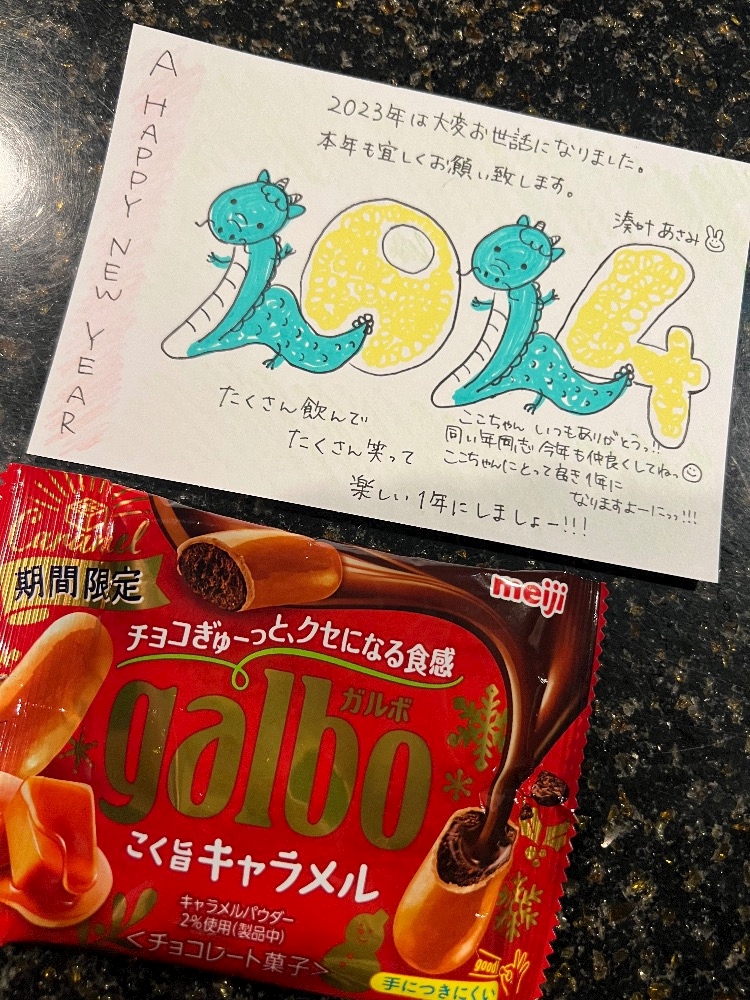 A HAPPY NEW YEAR
2023年は大変お世話になりました。
本年も宜しくお願い致します。
湊叶あさみ
2024
たくさん飲んで
たくさん笑って
楽しい1年にしましょー!!!
ここちゃん いつもありがとうっ!!
同い年同志 今年も仲良くしてねっ
ここちゃんにとって良き1年に
なりますよーにっっ!!!
Caramel
期間限定
meiji
チョコぎゅーっと、クセになる食感
ガルボ
galbo
こく旨キャラメル
キャラメルパウダー
2%使用(製品中)
<チョコレート菓子>
good!
手につきにくい